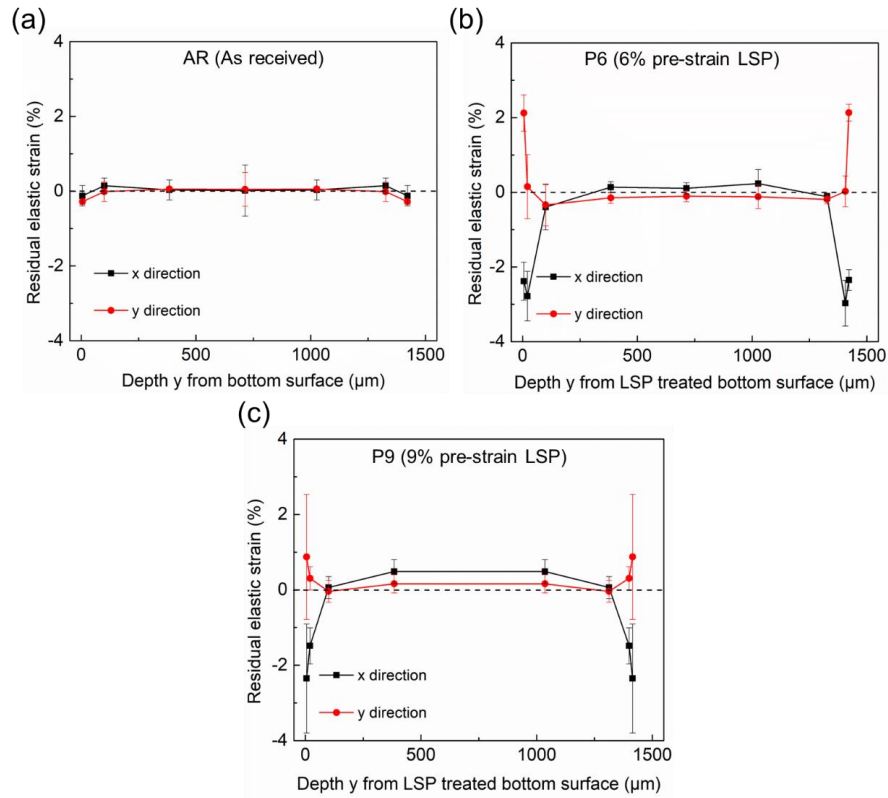 (a)
AR (As received)
Residual elastic strain (%)
4
2
0
-2
-4
x direction
y direction
0 500 1000 1500
Depth y from bottom surface (µm)
(b)
P6 (6% pre-strain LSP)
Residual elastic strain (%)
4
2
0
-2
-4
x direction
y direction
0 500 1000 1500
Depth y from LSP treated bottom surface (µm)
(c)
P9 (9% pre-strain LSP)
Residual elastic strain (%)
4
2
0
-2
-4
x direction
y direction
0 500 1000 1500
Depth y from LSP treated bottom surface (µm)